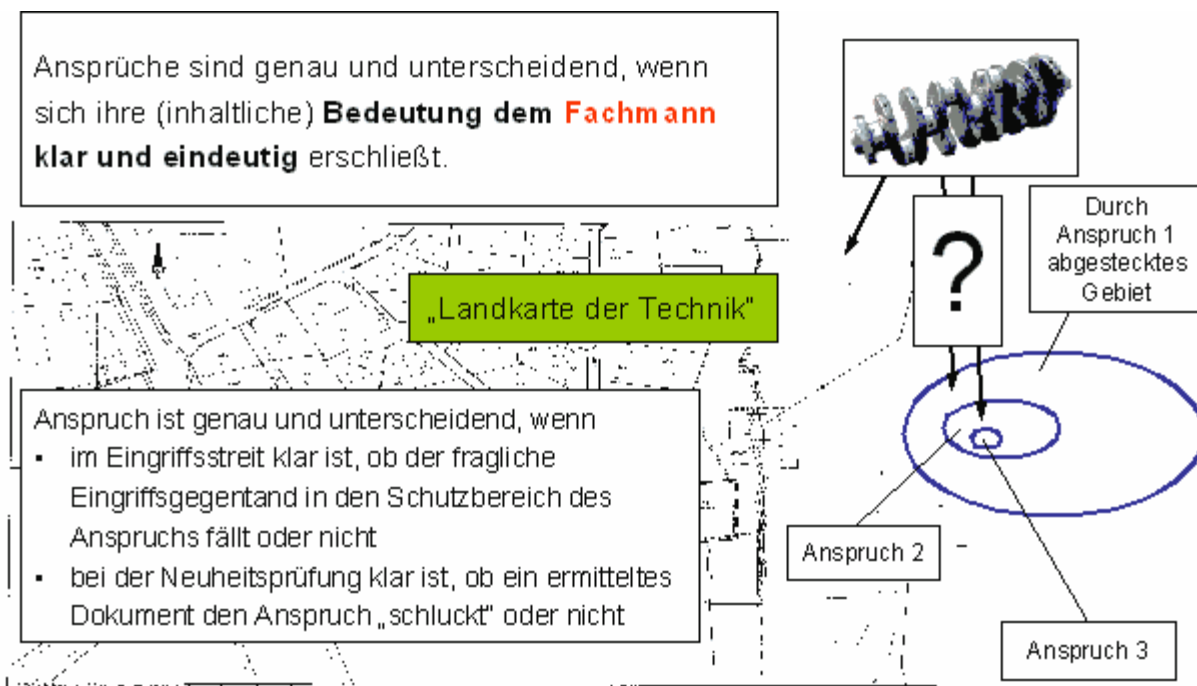 Ansprüche sind genau und unterscheidend, wenn
sich ihre (inhaltliche) Bedeutung dem Fachmann
klar und eindeutig erschließt.
?
Durch
Anspruch 1
abgestecktes
Gebiet
„Landkarte der Technik“
Anspruch ist genau und unterscheidend, wenn
▪ im Eingriffsstreit klar ist, ob der fragliche
Eingriffsgegentand in den Schutzbereich des
Anspruchs fällt oder nicht
▪ bei der Neuheitsprüfung klar ist, ob ein ermitteltes
Dokument den Anspruch „schluckt“ oder nicht
Anspruch 2
Anspruch 3